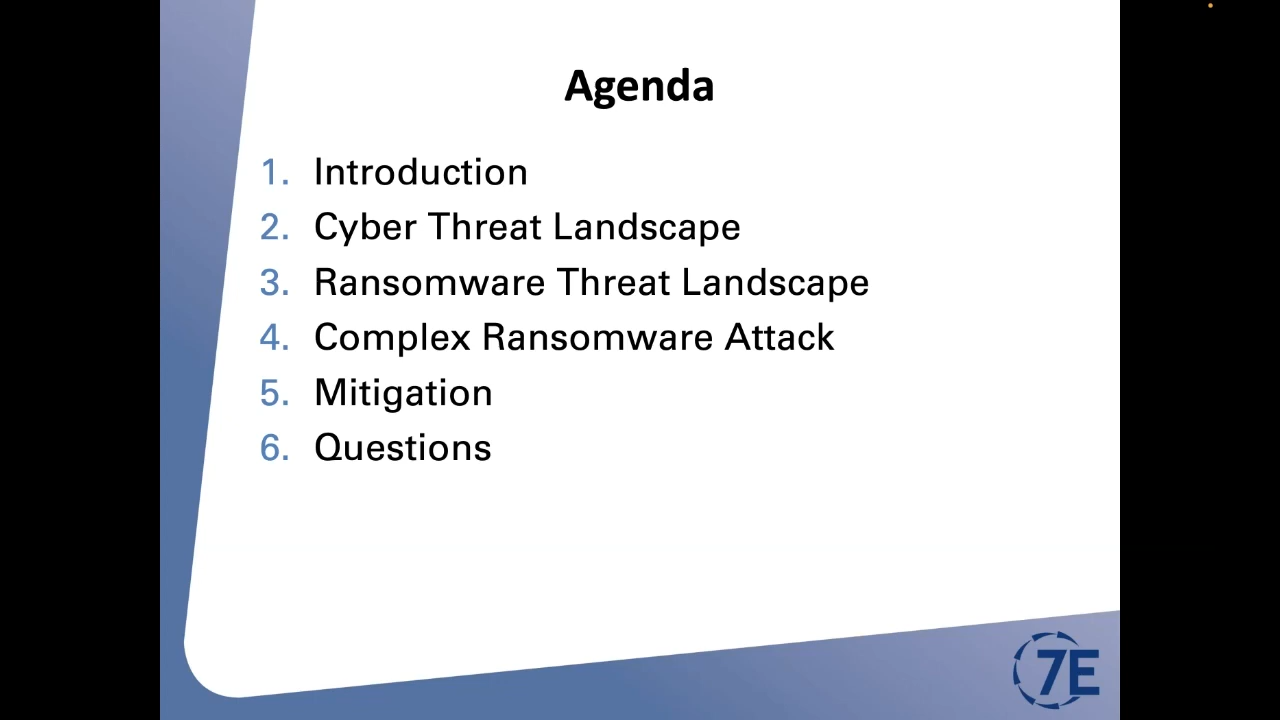 Agenda
1. Introduction
2. Cyber Threat Landscape
3. Ransomware Threat Landscape
4. Complex Ransomware Attack
5. Mitigation
6. Questions
7E